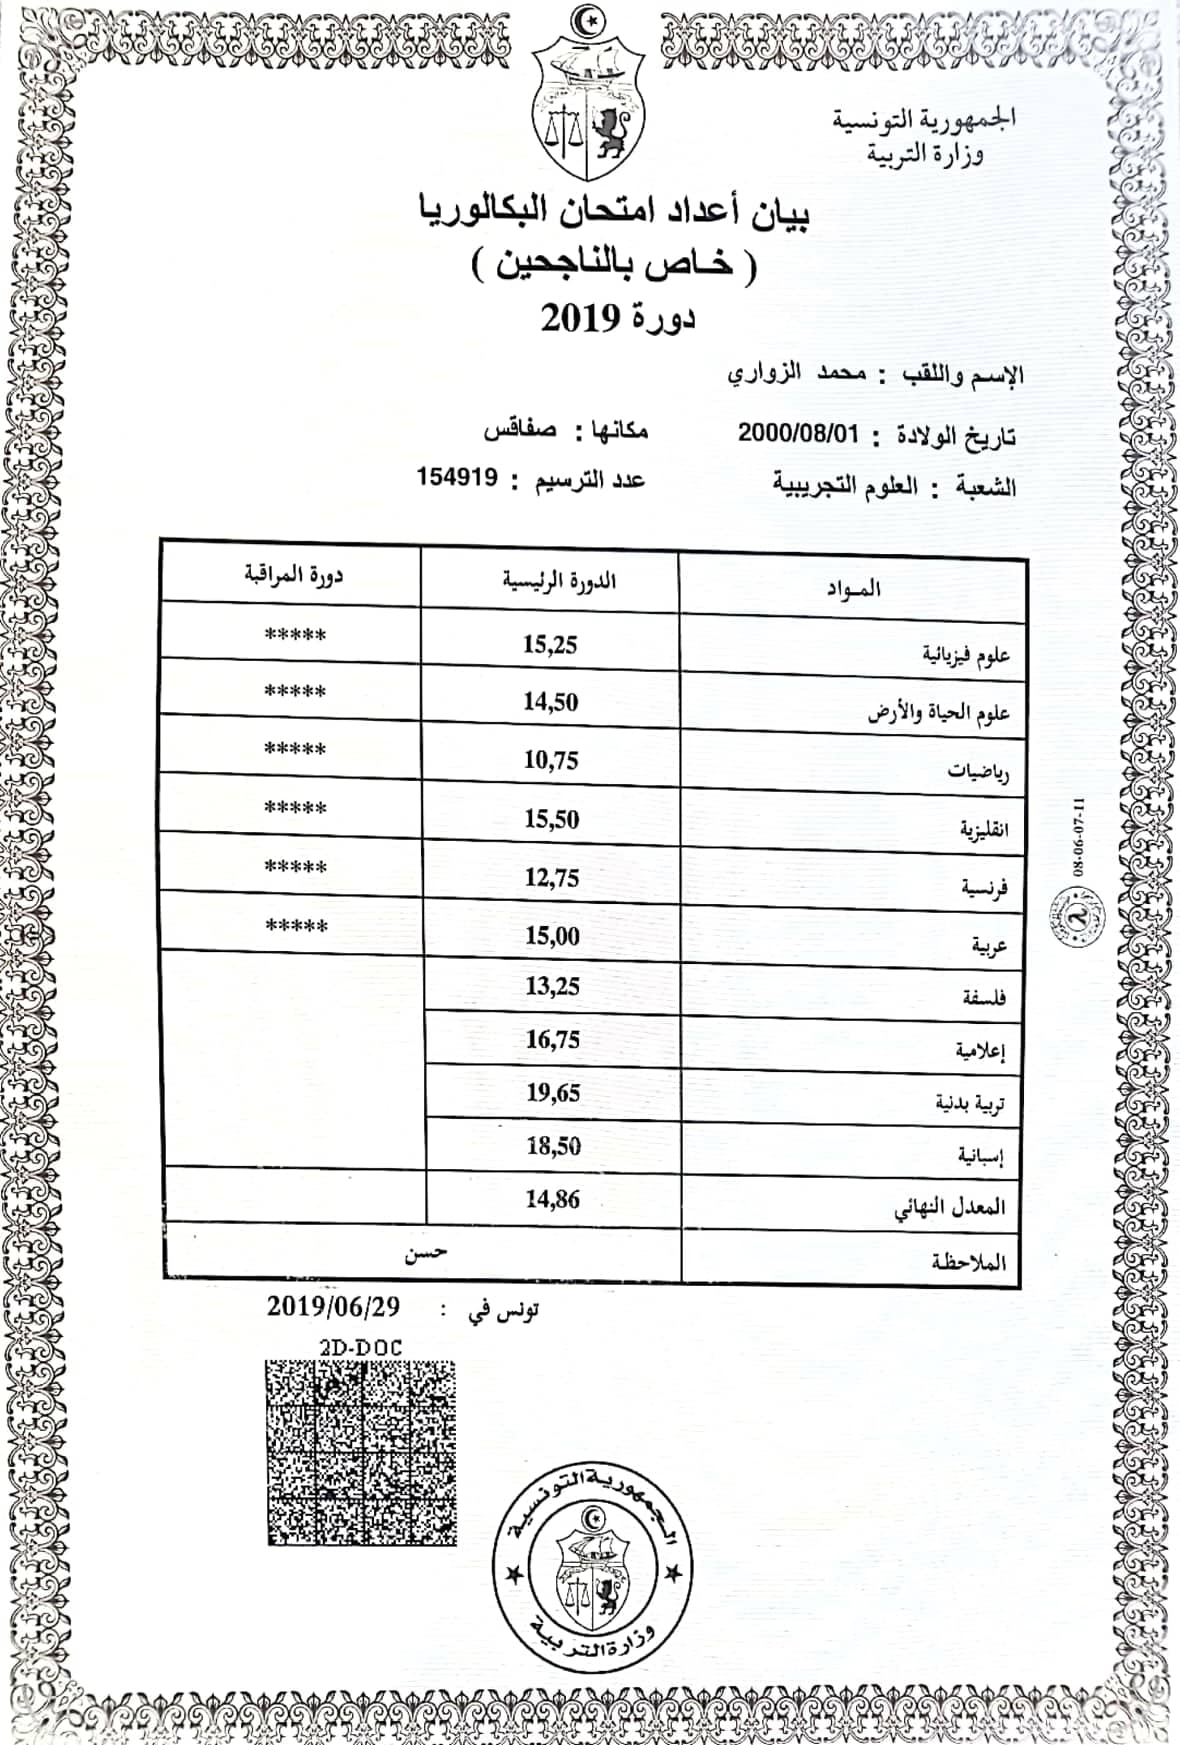 الجمهورية التونسية
وزارة التربية
بيان أعداد امتحان البكالوريا
( خاص بالناجحين )
دورة 2019
الإسم واللقب : محمد الزواري
تاريخ الولادة : 2000/08/01 مكانها : صفاقس
الشعبة : العلوم التجريبية عدد الترسيم : 154919
المواد الدورة الرئيسية دورة المراقبة
علوم فيزيائية 15,25 *****
علوم الحياة والأرض 14,50 *****
رياضيات 10,75 *****
انقليزية 15,50 *****
فرنسية 12,75 *****
عربية 15,00 *****
فلسفة 13,25
إعلامية 16,75
تربية بدنية 19,65
إسبانية 18,50
المعدل النهائي 14,86
الملاحظة حسن
08-06-07-11
تونس في : 2019/06/29
2D-DOC
الجمهورية التونسية
وزارة التربية